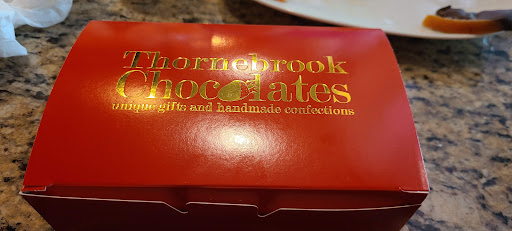 Thornebrook
Chocolates
unique gifts and handmade confections